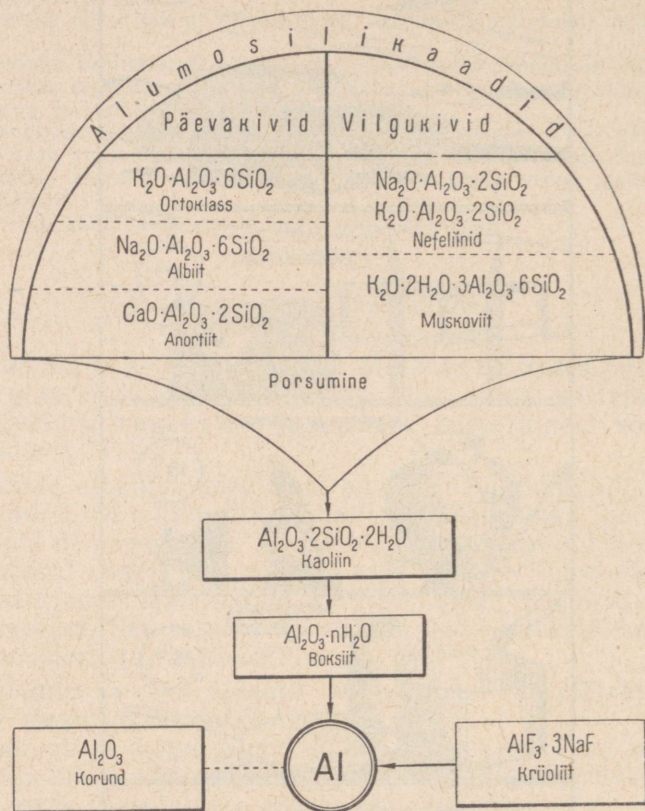 Alumosilikaadid
Päevakivid
K₂O·Al₂O₃·6SiO₂
Ortoklass
Na₂O·Al₂O₃·6SiO₂
Albiit
CaO·Al₂O₃·2SiO₂
Anortiit
Vilgukivid
Na₂O·Al₂O₃·2SiO₂
K₂O·Al₂O₃·2SiO₂
Nefeliinid
K₂O·2H₂O·3Al₂O₃·6SiO₂
Muskoviit
Porsumine
Al₂O₃·2SiO₂·2H₂O
Kaoliin
Al₂O₃·nH₂O
Boksiit
Al₂O₃
Korund
Al
AlF₃·3NaF
Krüoliit